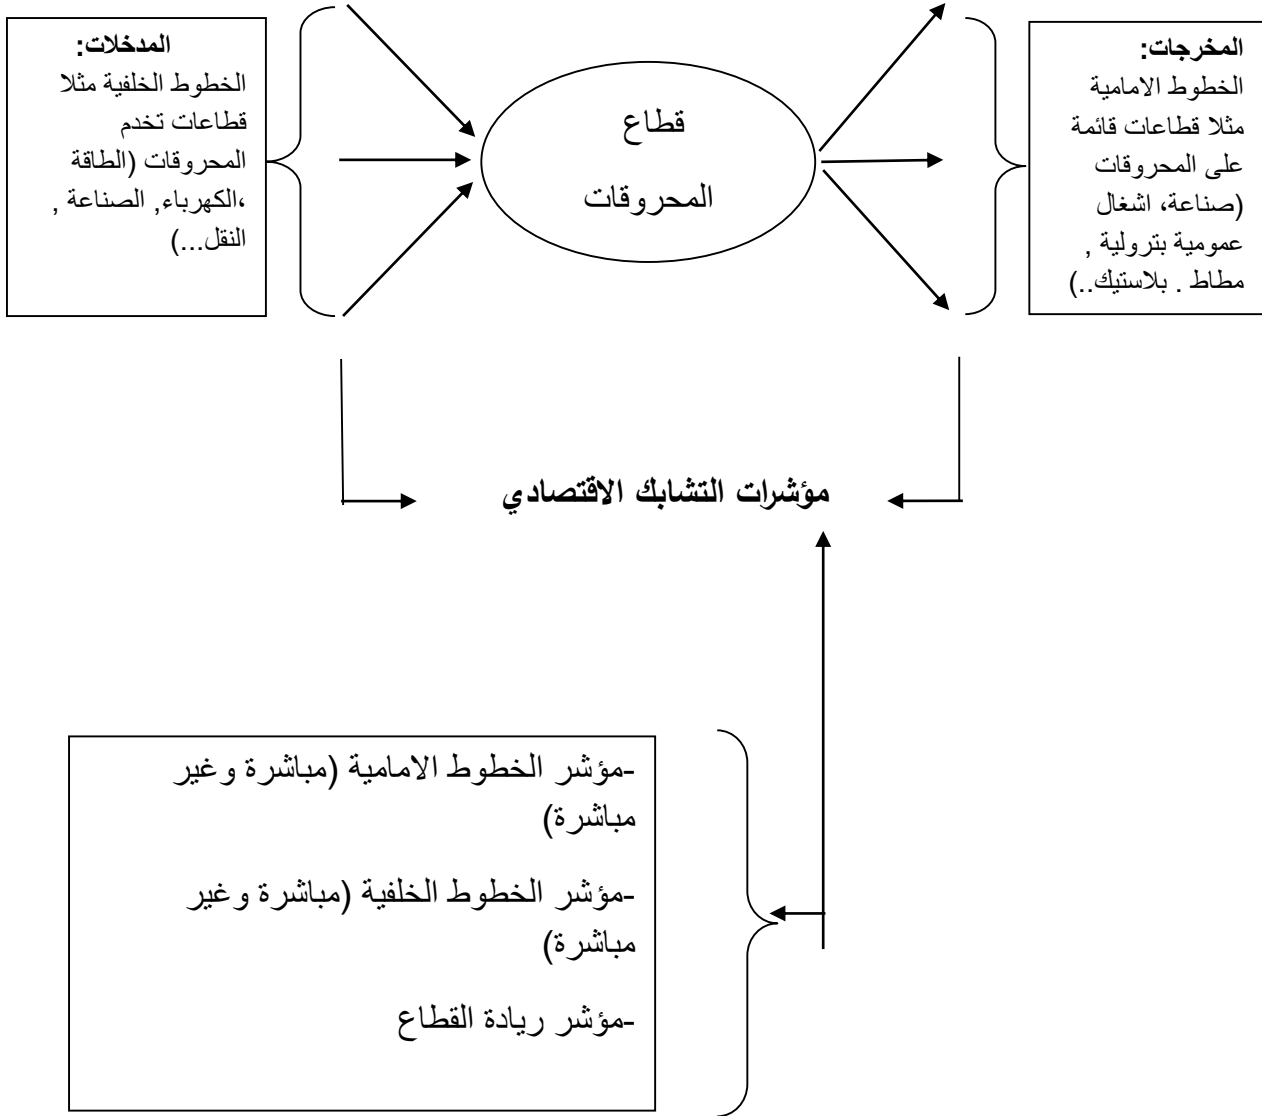 المدخلات:
الخطوط الخلفية مثلا
قطاعات تخدم
المحروقات (الطاقة
،الكهرباء, الصناعة ,
النقل...)
قطاع
المحروقات
المخرجات:
الخطوط الامامية
مثلا قطاعات قائمة
على المحروقات
(صناعة، اشغال
عمومية بترولية ,
مطاط . بلاستيك..)
مؤشرات التشابك الاقتصادي
-مؤشر الخطوط الامامية (مباشرة وغير
مباشرة)
-مؤشر الخطوط الخلفية (مباشرة وغير
مباشرة)
-مؤشر ريادة القطاع